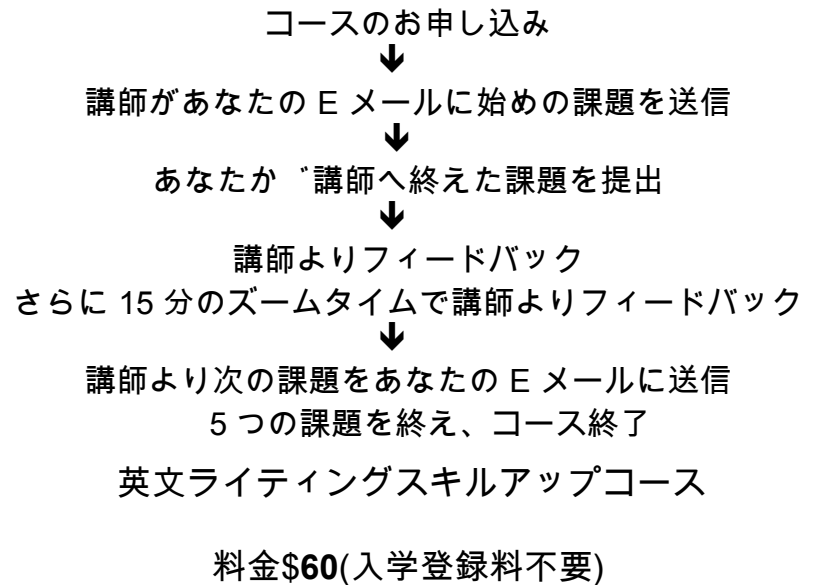 コースのお申し込み
🡻
講師があなたの E メールに始めの課題を送信
🡻
あなたか ゙講師へ終えた課題を提出
🡻
講師よりフィードバック
さらに 15 分のズームタイムで講師よりフィードバック
🡻
講師より次の課題をあなたの E メールに送信
5 つの課題を終え、コース終了
英文ライティングスキルアップコース
料金$60(入学登録料不要)